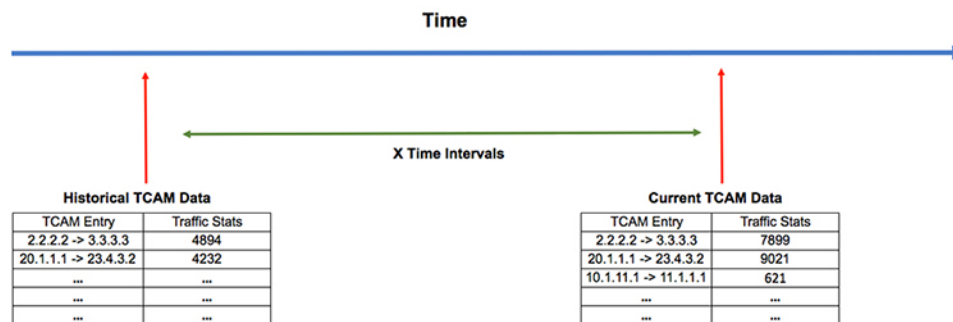 Time
X Time Intervals
Historical TCAM Data
TCAM Entry Traffic Stats
2.2.2.2 -> 3.3.3.3 4894
20.1.1.1 -> 23.4.3.2 4232
... ...
... ...
... ...
Current TCAM Data
TCAM Entry Traffic Stats
2.2.2.2 -> 3.3.3.3 7899
20.1.1.1 -> 23.4.3.2 9021
10.1.11.1 -> 11.1.1.1 621
... ...
... ...